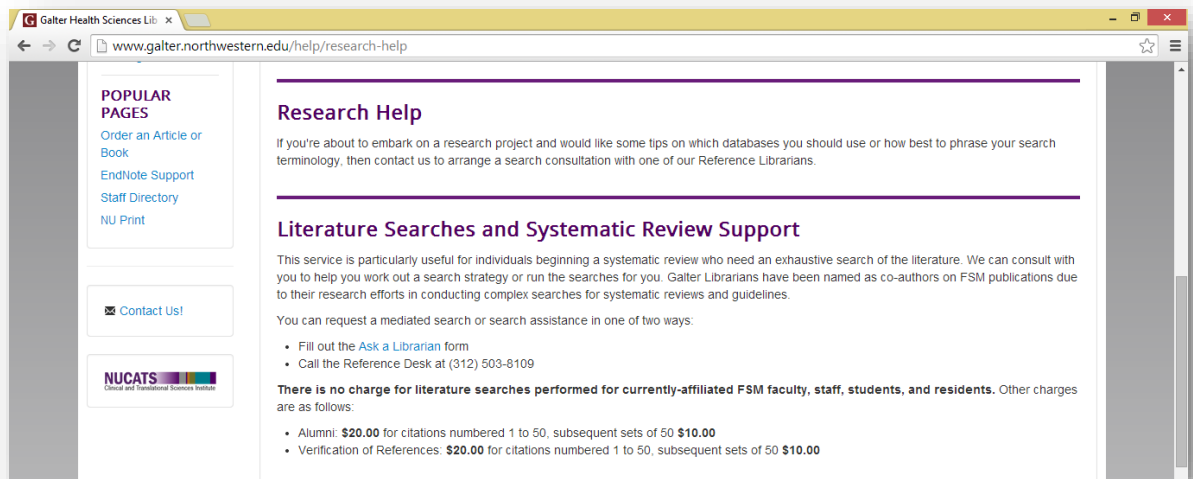 Galter Health Sciences Lib
www.galter.northwestern.edu/help/research-help
POPULAR
PAGES
Order an Article or
Book
EndNote Support
Staff Directory
NU Print
Contact Us!
NUCATS
Clinical and Translational Sciences Institute
Research Help
If you're about to embark on a research project and would like some tips on which databases you should use or how best to phrase your search
terminology, then contact us to arrange a search consultation with one of our Reference Librarians.
Literature Searches and Systematic Review Support
This service is particularly useful for individuals beginning a systematic review who need an exhaustive search of the literature. We can consult with
you to help you work out a search strategy or run the searches for you. Galter Librarians have been named as co-authors on FSM publications due
to their research efforts in conducting complex searches for systematic reviews and guidelines.
You can request a mediated search or search assistance in one of two ways:
• Fill out the Ask a Librarian form
• Call the Reference Desk at (312) 503-8109
There is no charge for literature searches performed for currently-affiliated FSM faculty, staff, students, and residents. Other charges
are as follows:
• Alumni: $20.00 for citations numbered 1 to 50, subsequent sets of 50 $10.00
• Verification of References: $20.00 for citations numbered 1 to 50, subsequent sets of 50 $10.00